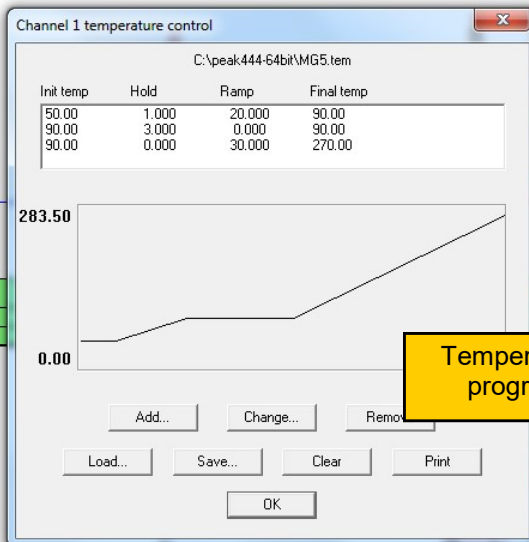 Channel 1 temperature control
C:\peak444-64bit\MG5.tem
Init temp Hold Ramp Final temp
50.00 1.000 20.000 90.00
90.00 3.000 0.000 90.00
90.00 0.000 30.000 270.00
283.50
0.00
Add... Change... Remov
Temper
progr
Load... Save... Clear Print
OK